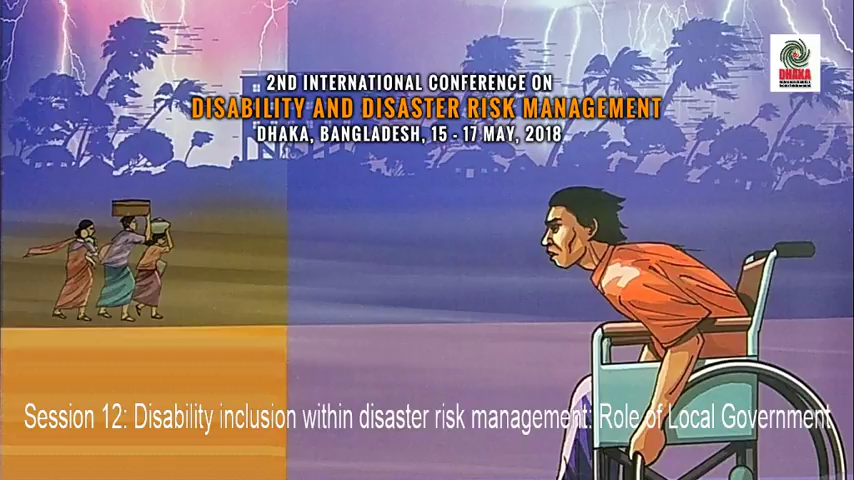 2ND INTERNATIONAL CONFERENCE ON
DISABILITY AND DISASTER RISK MANAGEMENT
DHAKA, BANGLADESH, 15 - 17 MAY, 2018
DHAKA
Session 12: Disability inclusion within disaster risk management: Role of Local Government